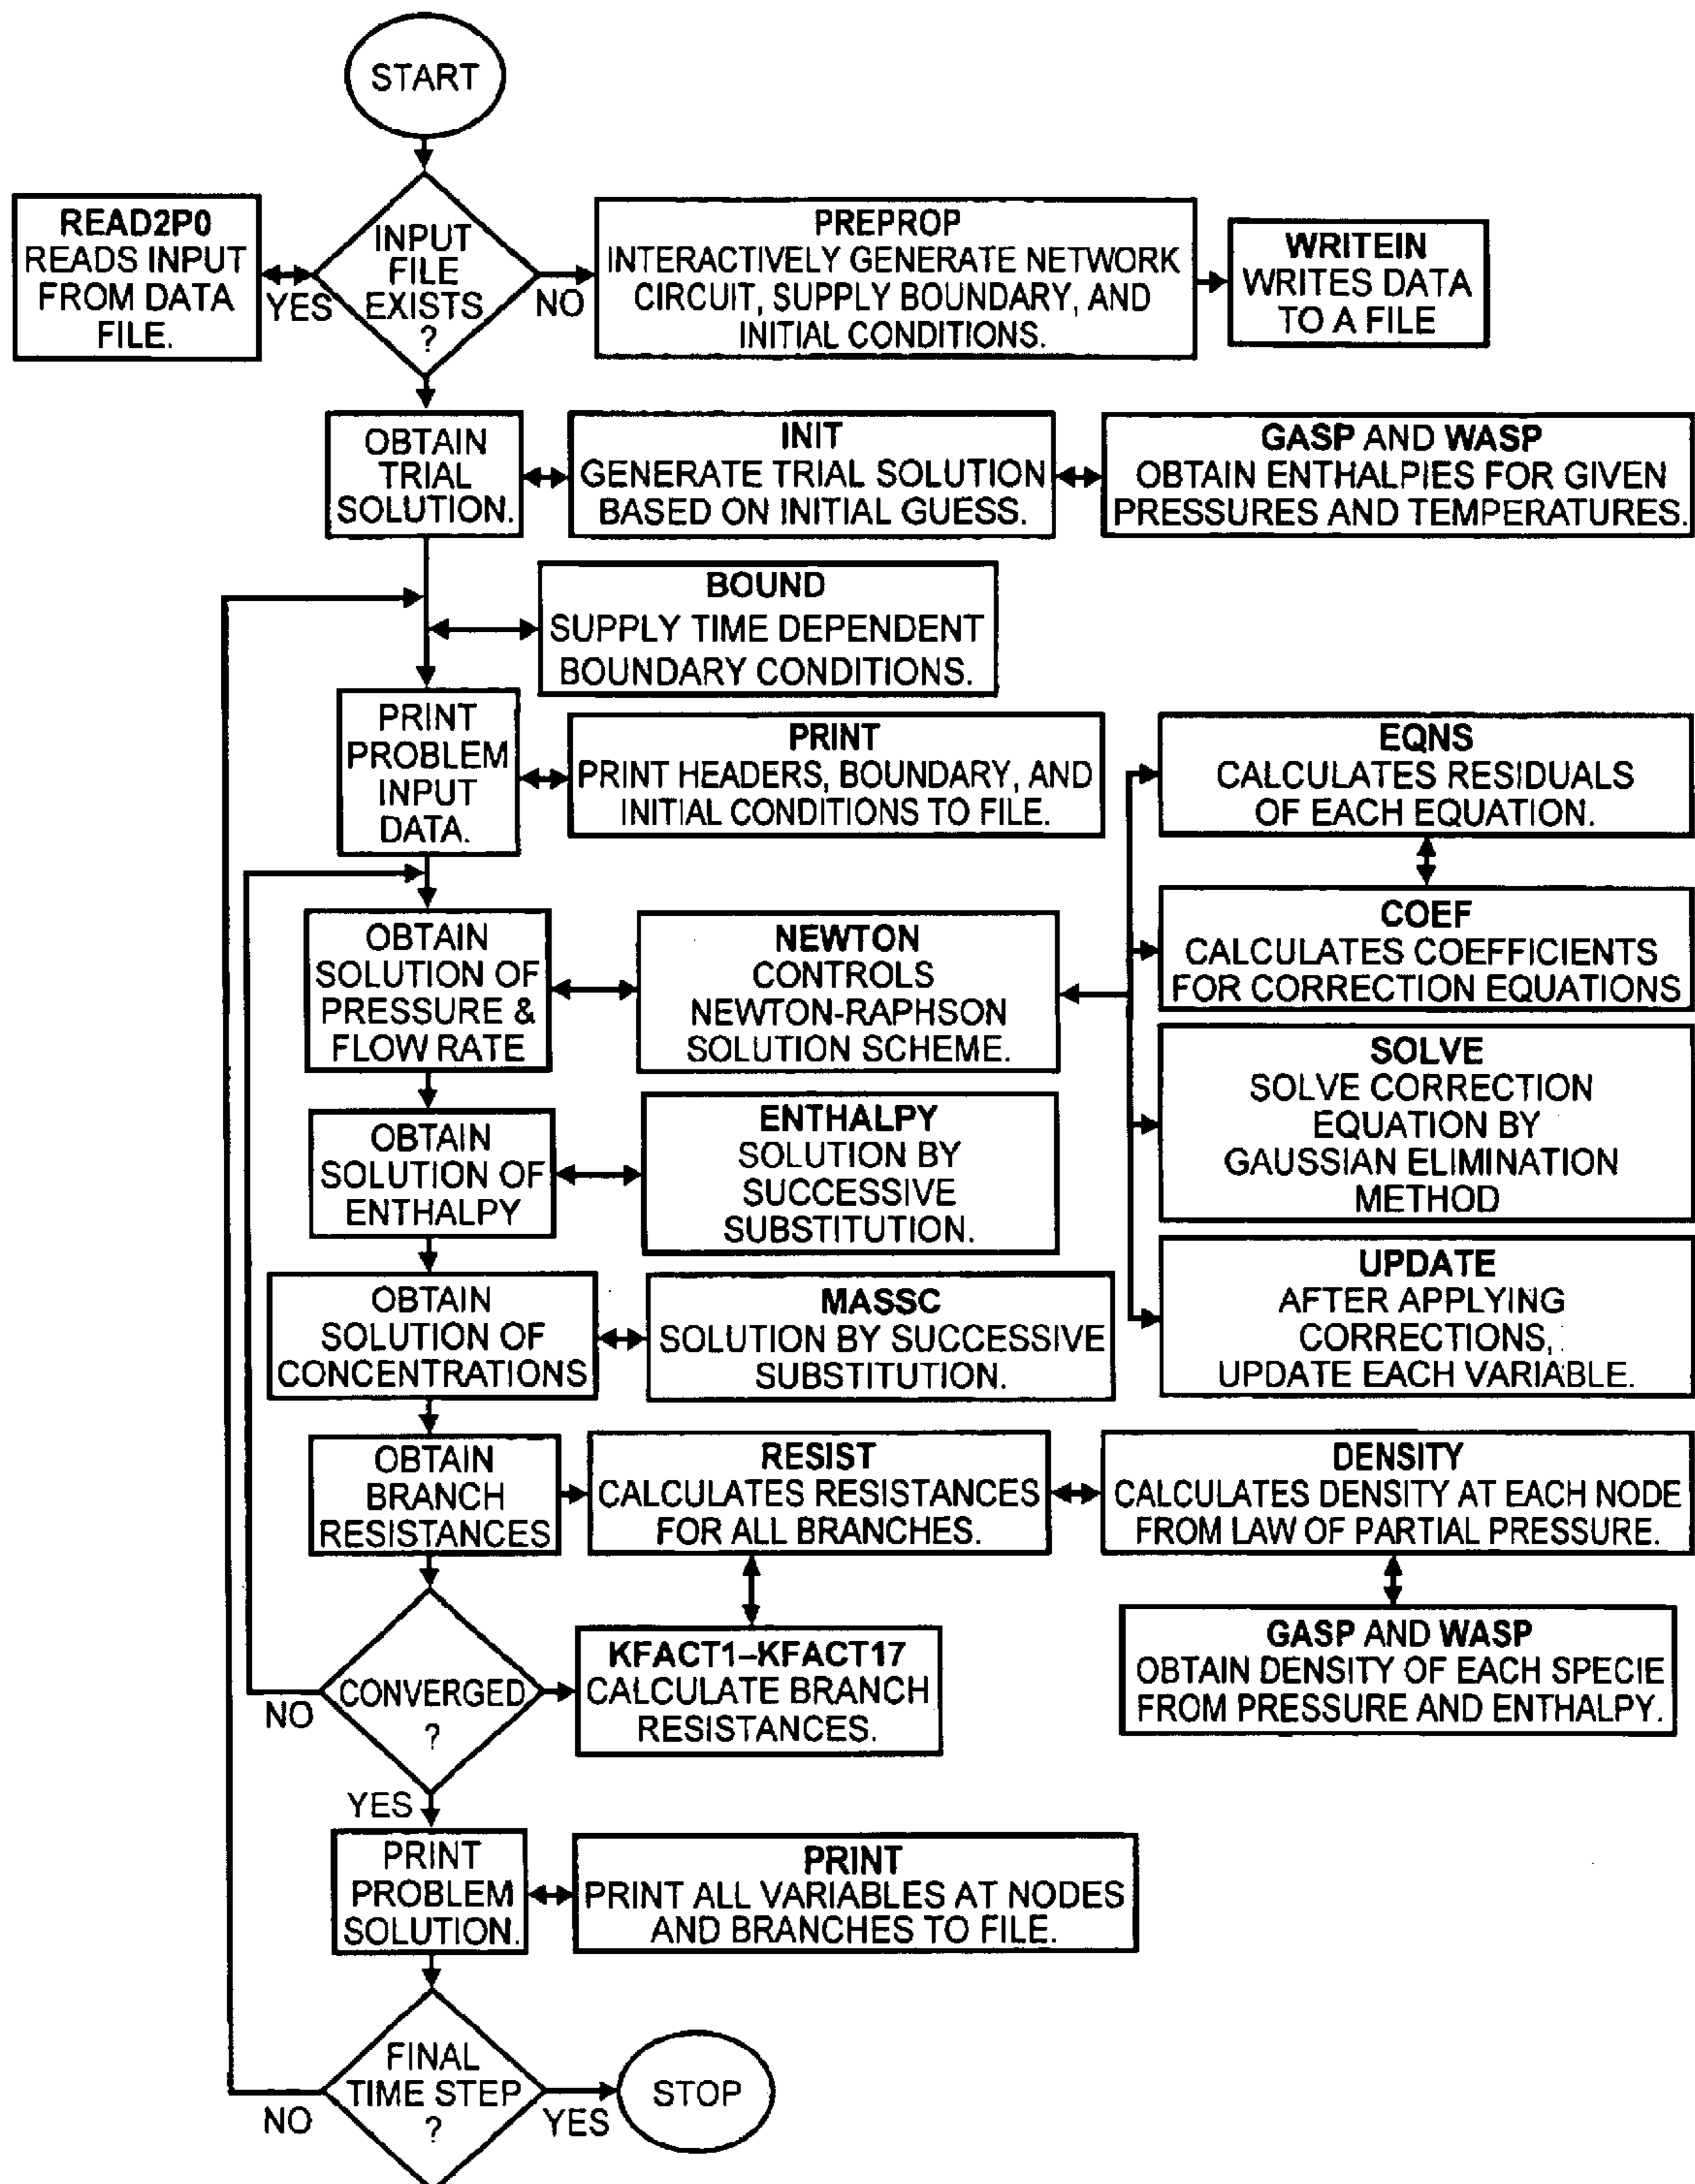 START
READ2P0
READS INPUT
FROM DATA
FILE.
YES
INPUT
FILE
EXISTS
?
NO
PREPROP
INTERACTIVELY GENERATE NETWORK
CIRCUIT, SUPPLY BOUNDARY, AND
INITIAL CONDITIONS.
WRITEIN
WRITES DATA
TO A FILE
OBTAIN
TRIAL
SOLUTION.
INIT
GENERATE TRIAL SOLUTION
BASED ON INITIAL GUESS.
GASP AND WASP
OBTAIN ENTHALPIES FOR GIVEN
PRESSURES AND TEMPERATURES.
BOUND
SUPPLY TIME DEPENDENT
BOUNDARY CONDITIONS.
PRINT
PROBLEM
INPUT
DATA.
PRINT
PRINT HEADERS, BOUNDARY, AND
INITIAL CONDITIONS TO FILE.
EQNS
CALCULATES RESIDUALS
OF EACH EQUATION.
COEF
CALCULATES COEFFICIENTS
FOR CORRECTION EQUATIONS
OBTAIN
SOLUTION OF
PRESSURE &
FLOW RATE
NEWTON
CONTROLS
NEWTON-RAPHSON
SOLUTION SCHEME.
SOLVE
SOLVE CORRECTION
EQUATION BY
GAUSSIAN ELIMINATION
METHOD
OBTAIN
SOLUTION OF
ENTHALPY
ENTHALPY
SOLUTION BY
SUCCESSIVE
SUBSTITUTION.
UPDATE
AFTER APPLYING
CORRECTIONS,
UPDATE EACH VARIABLE.
OBTAIN
SOLUTION OF
CONCENTRATIONS
MASSC
SOLUTION BY SUCCESSIVE
SUBSTITUTION.
OBTAIN
BRANCH
RESISTANCES
RESIST
CALCULATES RESISTANCES
FOR ALL BRANCHES.
DENSITY
CALCULATES DENSITY AT EACH NODE
FROM LAW OF PARTIAL PRESSURE.
GASP AND WASP
OBTAIN DENSITY OF EACH SPECIE
FROM PRESSURE AND ENTHALPY.
NO
CONVERGED
?
KFACT1–KFACT17
CALCULATE BRANCH
RESISTANCES.
YES
PRINT
PROBLEM
SOLUTION.
PRINT
PRINT ALL VARIABLES AT NODES
AND BRANCHES TO FILE.
NO
FINAL
TIME STEP
?
YES
STOP